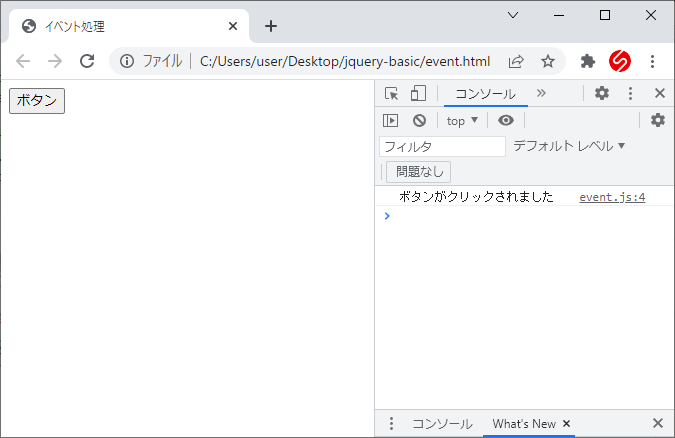 イベント処理
ファイル C:/Users/user/Desktop/jquery-basic/event.html
ボタン
コンソール
top
フィルタ デフォルト レベル
問題なし
ボタンがクリックされました event.js:4
コンソール What's New